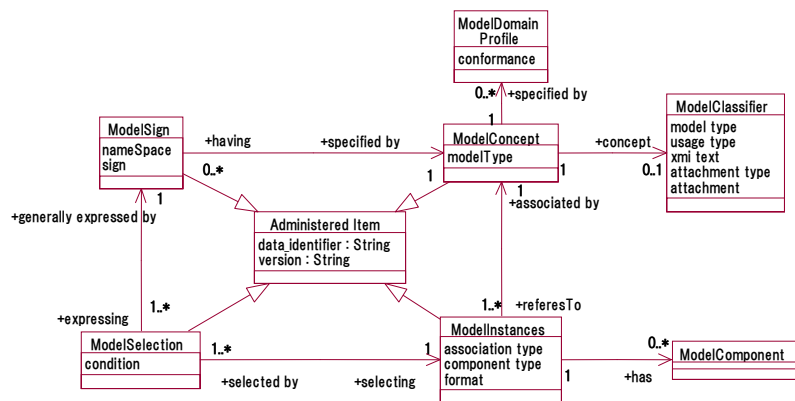 ModelDomain
Profile
conformance
0..*
+specified by
1
ModelSign
nameSpace
sign
+having
+specified by
0..*
1
ModelConcept
modelType
1
+concept
0..1
ModelClassifier
model type
usage type
xmi text
attachment type
attachment
1
+generally expressed by
1
+associated by
Administered Item
data_identifier : String
version : String
1..*
+expressing
1..*
+referesTo
ModelSelection
condition
1..*
+selected by
1
+selecting
ModelInstances
association type
component type
format
1
0..*
+has
ModelComponent